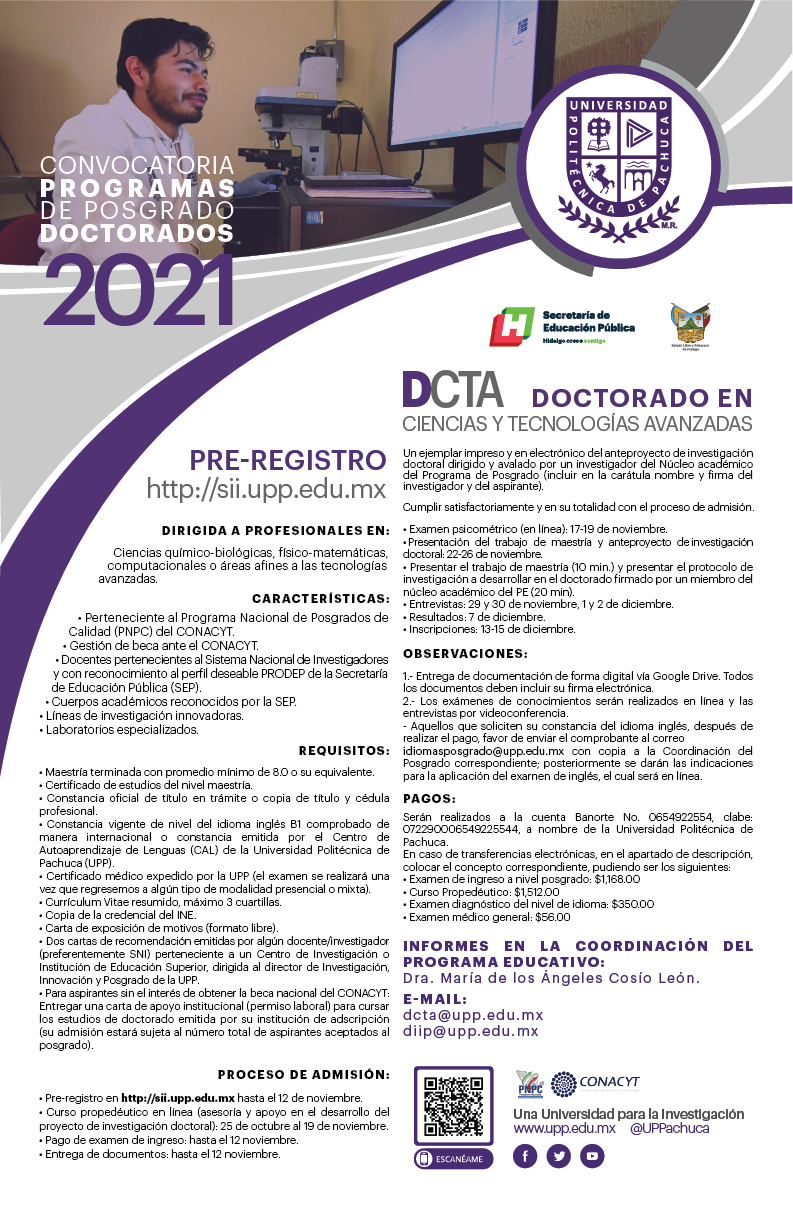 CONVOCATORIA
PROGRAMAS
DE POSGRADO
DOCTORADOS
2021
UNIVERSIDAD
POLITÉCNICA DE PACHUCA
M.R.
H
Secretaría de
Educación Pública
Hidalgo crece contigo
Estado Libre y Soberano
de Hidalgo
DCTA DOCTORADO EN
CIENCIAS Y TECNOLOGÍAS AVANZADAS
PRE-REGISTRO
http://sii.upp.edu.mx
DIRIGIDA A PROFESIONALES EN:
Ciencias químico-biológicas, físico-matemáticas,
computacionales o áreas afines a las tecnologías
avanzadas.
CARACTERÍSTICAS:
• Perteneciente al Programa Nacional de Posgrados de
Calidad (PNPC) del CONACYT.
• Gestión de beca ante el CONACYT.
• Docentes pertenecientes al Sistema Nacional de Investigadores
y con reconocimiento al perfil deseable PRODEP de la Secretaría
de Educación Pública (SEP).
• Cuerpos académicos reconocidos por la SEP.
• Líneas de investigación innovadoras.
• Laboratorios especializados.
REQUISITOS:
• Maestría terminada con promedio mínimo de 8.0 o su equivalente.
• Certificado de estudios del nivel maestría.
• Constancia oficial de título en trámite o copia de título y cédula
profesional.
• Constancia vigente de nivel del idioma inglés B1 comprobado de
manera internacional o constancia emitida por el Centro de
Autoaprendizaje de Lenguas (CAL) de la Universidad Politécnica de
Pachuca (UPP).
• Certificado médico expedido por la UPP (el examen se realizará una
vez que regresemos a algún tipo de modalidad presencial o mixta).
• Currículum Vitae resumido, máximo 3 cuartillas.
• Copia de la credencial del INE.
• Carta de exposición de motivos (formato libre).
• Dos cartas de recomendación emitidas por algún docente/investigador
(preferentemente SNI) perteneciente a un Centro de Investigación o
Institución de Educación Superior, dirigida al director de Investigación,
Innovación y Posgrado de la UPP.
• Para aspirantes sin el interés de obtener la beca nacional del CONACYT:
Entregar una carta de apoyo institucional (permiso laboral) para cursar
los estudios de doctorado emitida por su institución de adscripción
(su admisión estará sujeta al número total de aspirantes aceptados al
posgrado).
PROCESO DE ADMISIÓN:
• Pre-registro en http://sii.upp.edu.mx hasta el 12 de noviembre.
• Curso propedéutico en línea (asesoría y apoyo en el desarrollo del
proyecto de investigación doctoral): 25 de octubre al 19 de noviembre.
• Pago de examen de ingreso: hasta el 12 noviembre.
• Entrega de documentos: hasta el 12 noviembre.
Un ejemplar impreso y en electrónico del anteproyecto de investigación
doctoral dirigido y avalado por un investigador del Núcleo académico
del Programa de Posgrado (incluir en la carátula nombre y firma del
investigador y del aspirante).
Cumplir satisfactoriamente y en su totalidad con el proceso de admisión.
• Examen psicométrico (en línea): 17-19 de noviembre.
• Presentación del trabajo de maestría y anteproyecto de investigación
doctoral: 22-26 de noviembre.
• Presentar el trabajo de maestría (10 min.) y presentar el protocolo de
investigación a desarrollar en el doctorado firmado por un miembro del
núcleo académico del PE (20 min).
• Entrevistas: 29 y 30 de noviembre, 1 y 2 de diciembre.
• Resultados: 7 de diciembre.
• Inscripciones: 13-15 de diciembre.
OBSERVACIONES:
1.- Entrega de documentación de forma digital vía Google Drive. Todos
los documentos deben incluir su firma electrónica.
2.- Los exámenes de conocimientos serán realizados en línea y las
entrevistas por videoconferencia.
- Aquellos que soliciten su constancia del idioma inglés, después de
realizar el pago, favor de enviar el comprobante al correo
idiomasposgrado@upp.edu.mx con copia a la Coordinación del
Posgrado correspondiente; posteriormente se darán las indicaciones
para la aplicación del examen de inglés, el cual será en línea.
PAGOS:
Serán realizados a la cuenta Banorte No. 0654922554, clabe:
072290006549225544, a nombre de la Universidad Politécnica de
Pachuca.
En caso de transferencias electrónicas, en el apartado de descripción,
colocar el concepto correspondiente, pudiendo ser los siguientes:
• Examen de ingreso a nivel posgrado: $1,168.00
• Curso Propedéutico: $1,512.00
• Examen diagnóstico del nivel de idioma: $350.00
• Examen médico general: $56.00
INFORMES EN LA COORDINACIÓN DEL
PROGRAMA EDUCATIVO:
Dra. María de los Ángeles Cosío León.
E-MAIL:
dcta@upp.edu.mx
diip@upp.edu.mx
ESCANÉAME
PNPC
CONACYT
Una Universidad para la Investigación
www.upp.edu.mx @UPPachuca